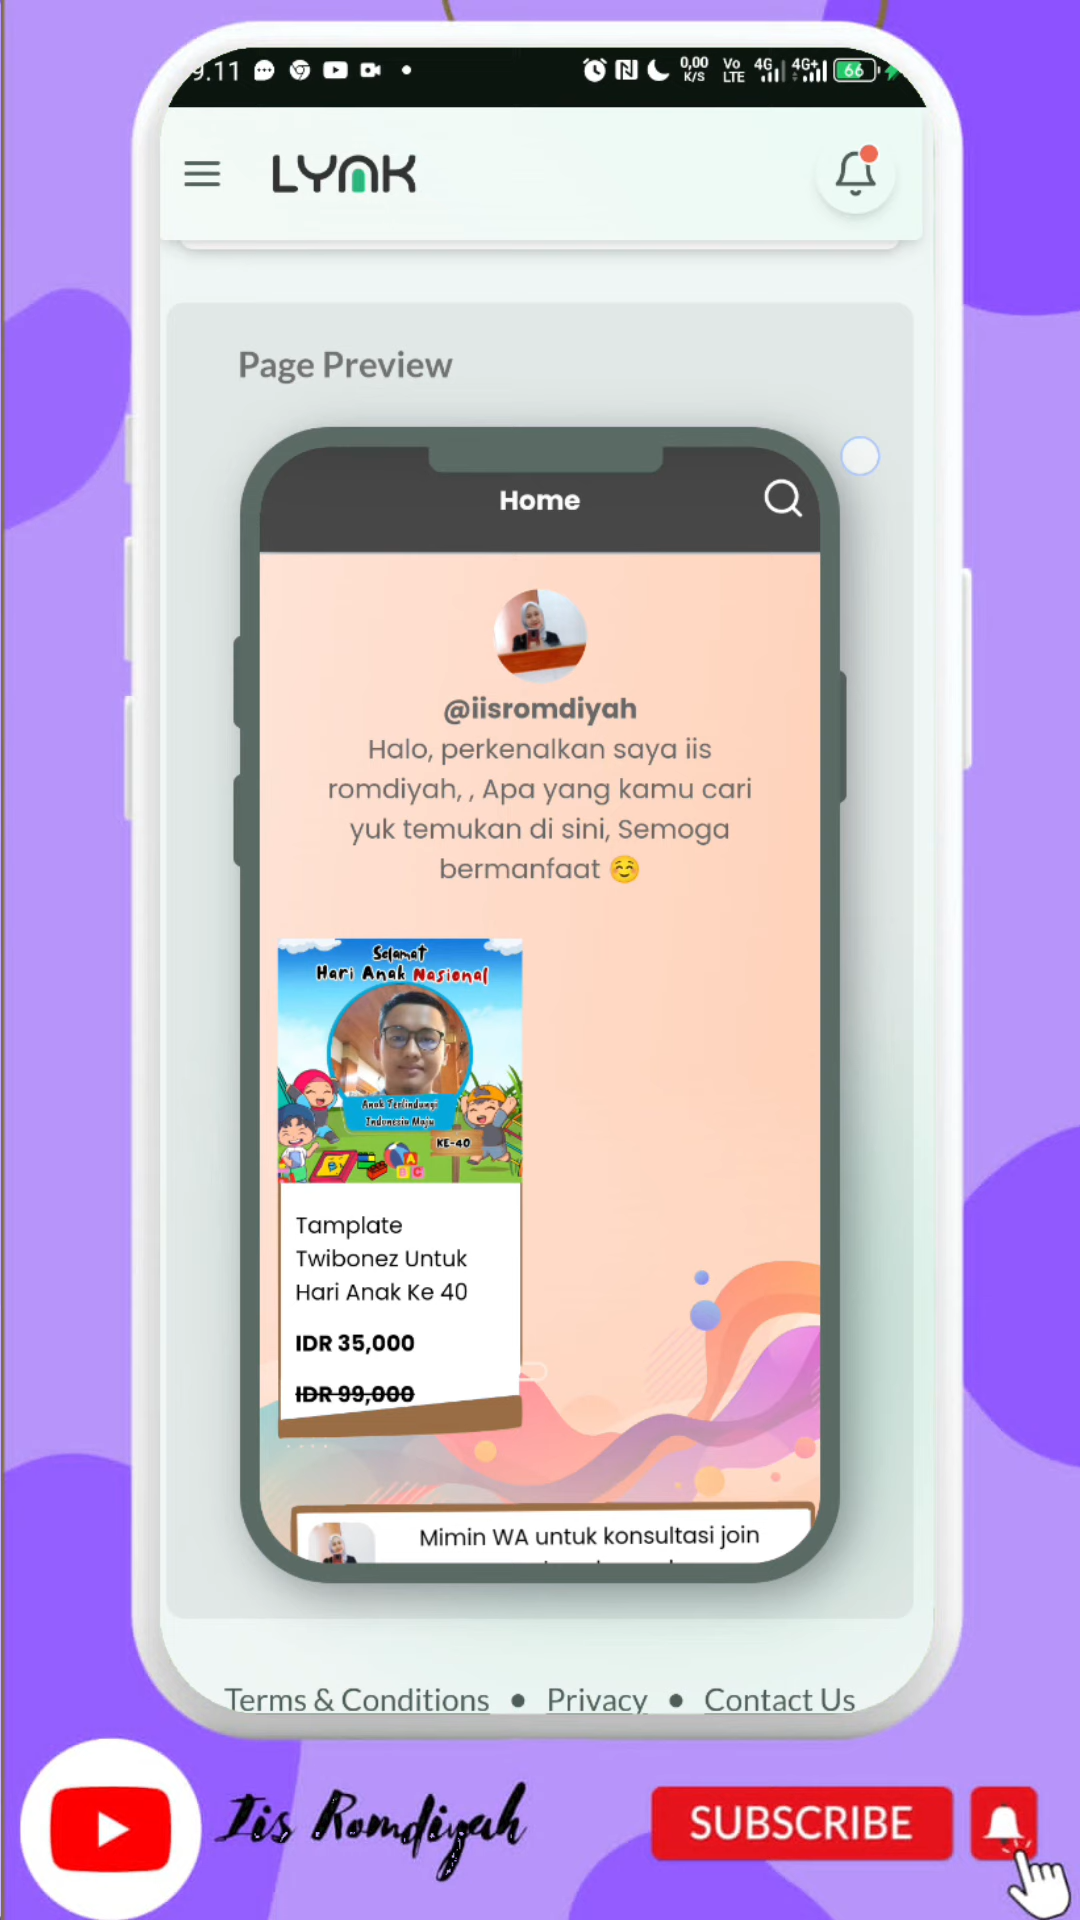 9.11
0,00 K/S
Vo LTE
4G
4G+
66
LYNK
Page Preview
Home
@iisromdiyah
Halo, perkenalkan saya iis
romdiyah, , Apa yang kamu cari
yuk temukan di sini, Semoga
bermanfaat ☺️
Selamat
Hari Anak Nasional
Anak Terlindungi
Indonesia Maju
KE-40
A
B C
Tamplate
Twibonez Untuk
Hari Anak Ke 40
IDR 35,000
IDR 99,000
Mimin WA untuk konsultasi join
Terms & Conditions • Privacy • Contact Us
Iis Romdiyah
SUBSCRIBE